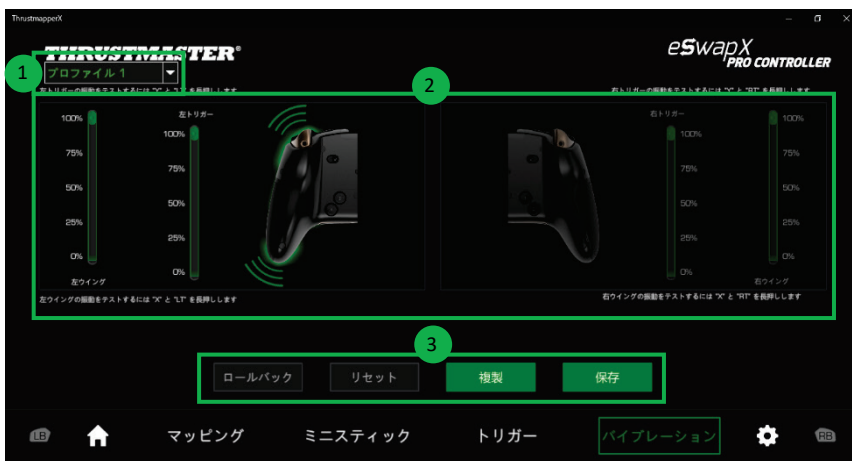 ThrustmapperX
THRUSTMASTER®
eSwapX
PRO CONTROLLER
1
プロファイル 1
2
左トリガーの振動をテストするには "X" と "LT" を長押しします
右トリガーの振動をテストするには "X" と "RT" を長押しします
100%
75%
50%
25%
0%
左ウイング
左トリガー
100%
75%
50%
25%
0%
右トリガー
100%
75%
50%
25%
0%
100%
75%
50%
25%
0%
右ウイング
左ウイングの振動をテストするには "X" と "LT" を長押しします
右ウイングの振動をテストするには "X" と "RT" を長押しします
3
ロールバック
リセット
複製
保存
LB
マッピング
ミニスティック
トリガー
バイブレーション
RB